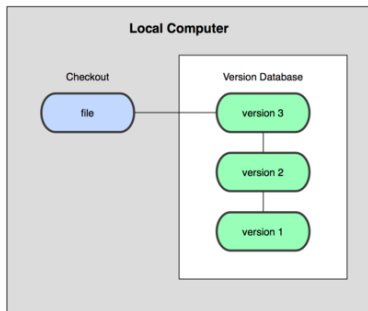 Local Computer
Checkout
Version Database
file
version 3
version 2
version 1